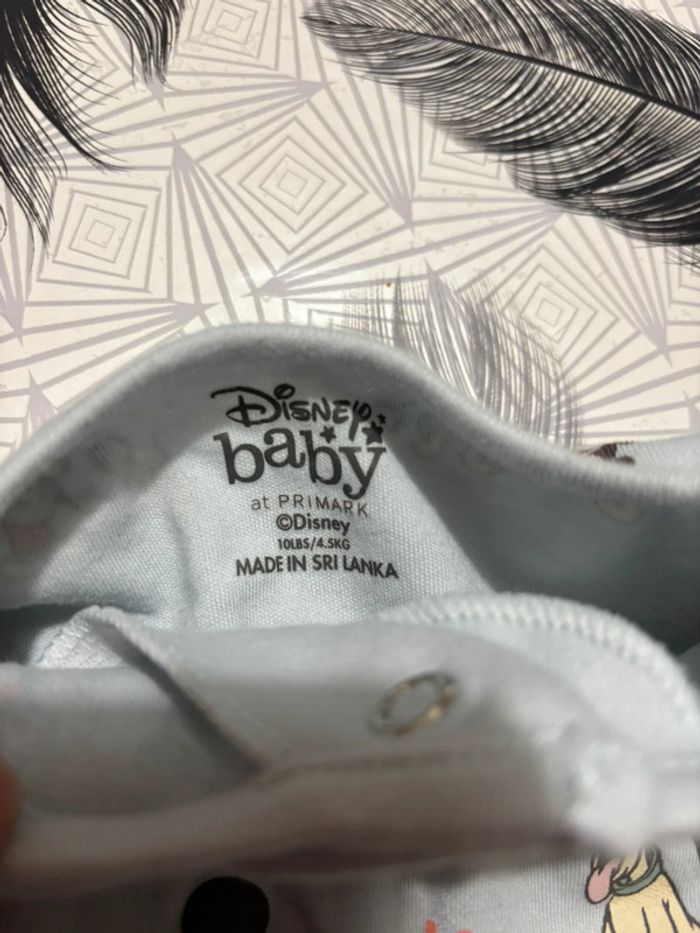 Disney
baby
at PRIMARK
©Disney
10LBS/4.5KG
MADE IN SRI LANKA